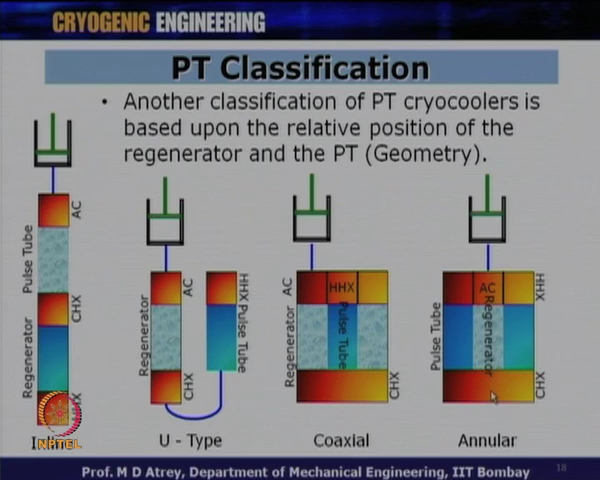 CRYOGENIC ENGINEERING
PT Classification
• Another classification of PT cryocoolers is
based upon the relative position of the
regenerator and the PT (Geometry).
AC
Pulse Tube
CHX
Regenerator
Regenerator
AC
CHX
HHX
Pulse Tube
U - Type
AC
HHX
Regenerator
Pulse Tube
CHX
Coaxial
Pulse Tube
AC
Regenerator
HHX
CHX
Annular
NPTEL
Prof. M D Atrey, Department of Mechanical Engineering, IIT Bombay
18